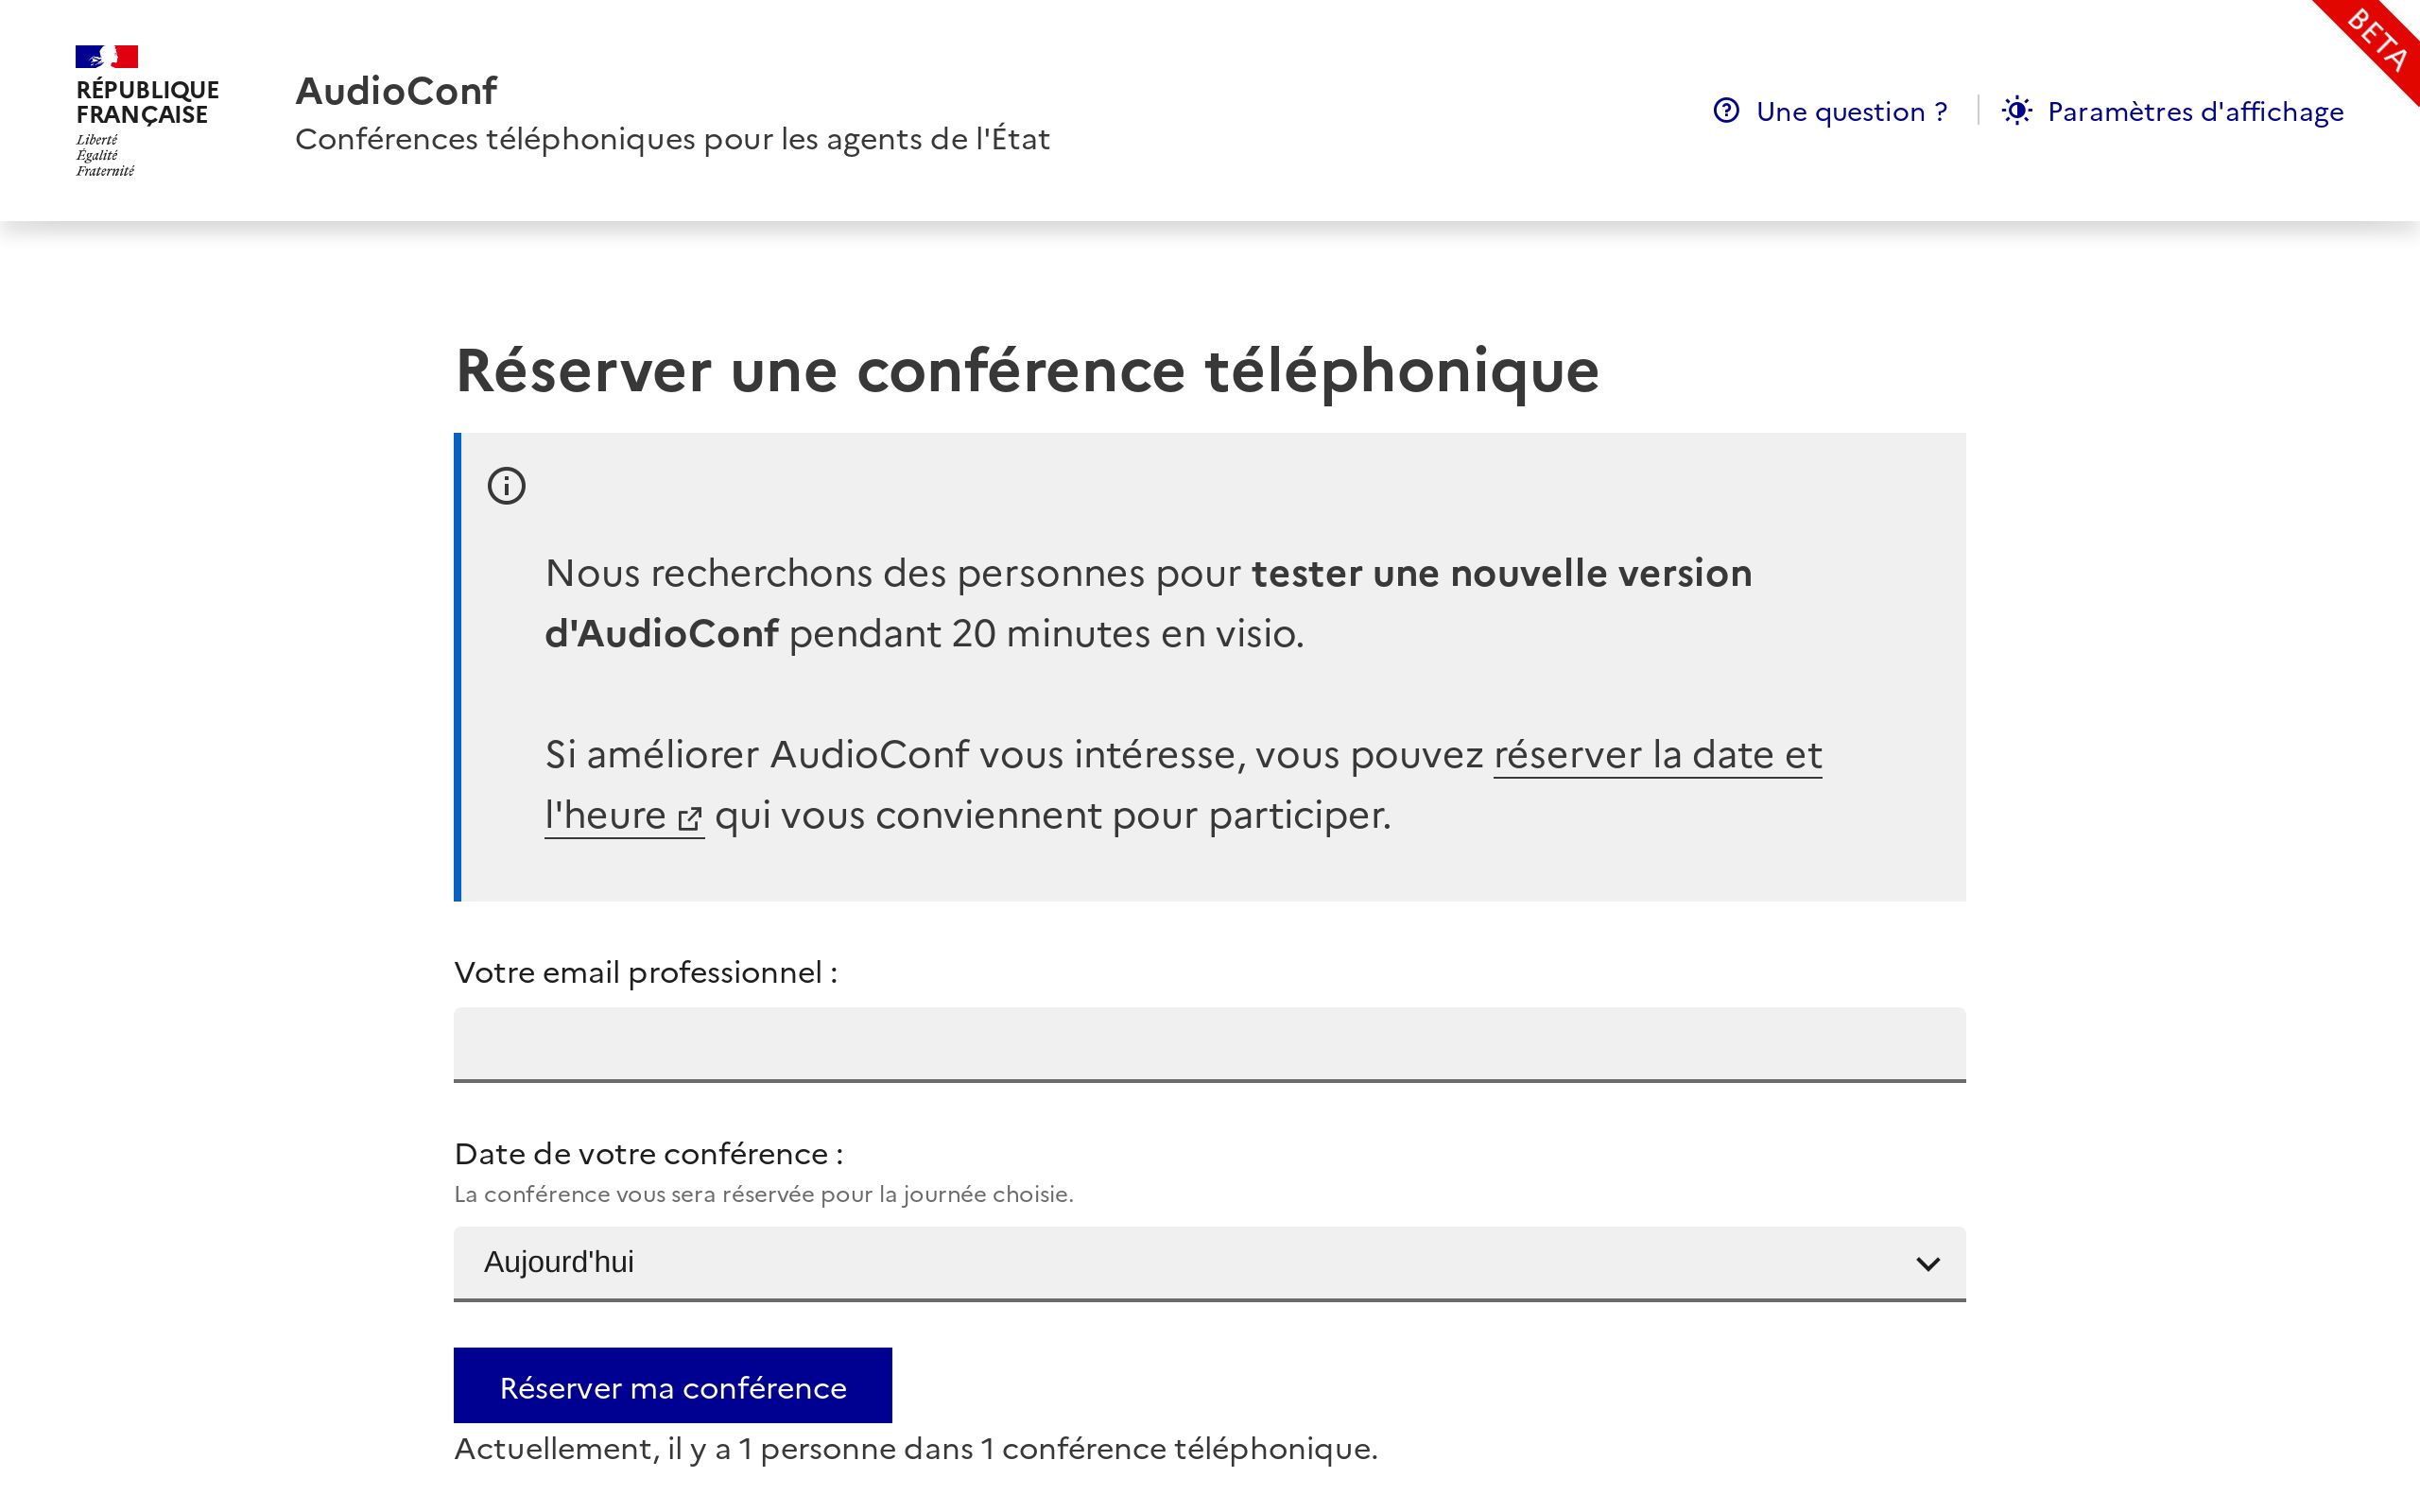 BETA
RÉPUBLIQUE
FRANÇAISE
Liberté
Égalité
Fraternité
AudioConf
Conférences téléphoniques pour les agents de l'État
Une question ?
Paramètres d'affichage
Réserver une conférence téléphonique
Nous recherchons des personnes pour tester une nouvelle version
d'AudioConf pendant 20 minutes en visio.
Si améliorer AudioConf vous intéresse, vous pouvez réserver la date et
l'heure qui vous conviennent pour participer.
Votre email professionnel :
Date de votre conférence :
La conférence vous sera réservée pour la journée choisie.
Aujourd'hui
Réserver ma conférence
Actuellement, il y a 1 personne dans 1 conférence téléphonique.